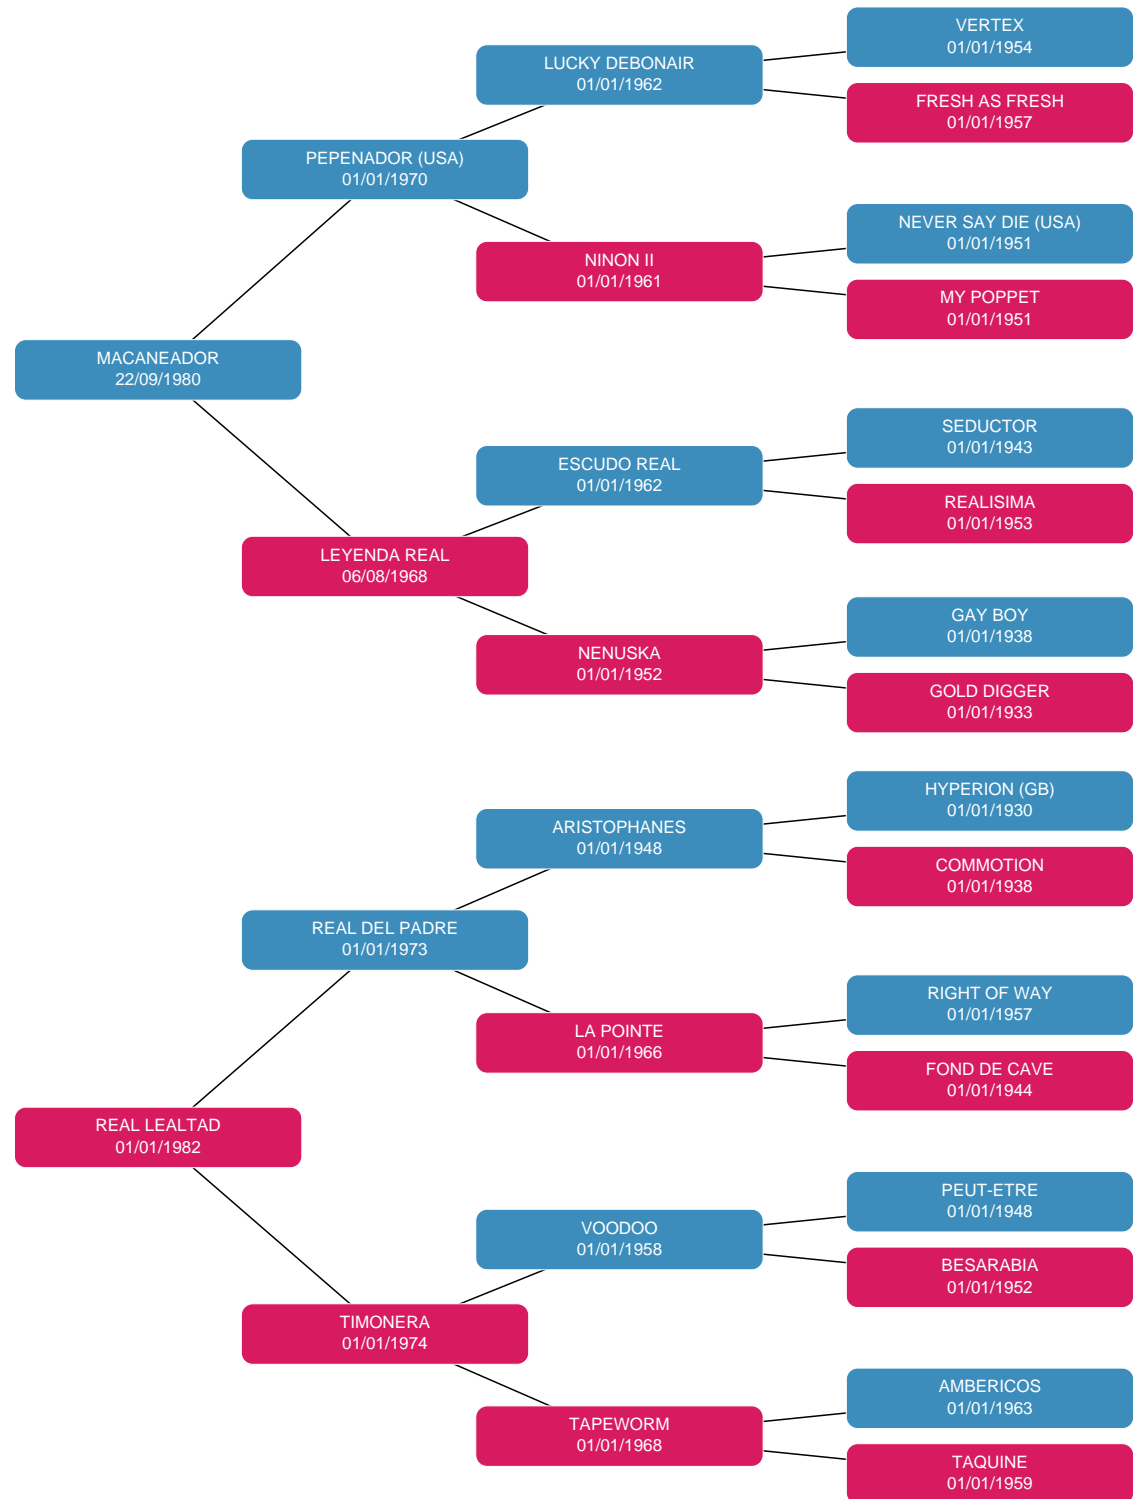 VERTEX
01/01/1954
LUCKY DEBONAIR
01/01/1962
FRESH AS FRESH
01/01/1957
PEPENADOR (USA)
01/01/1970
NEVER SAY DIE (USA)
01/01/1951
NINON II
01/01/1961
MY POPPET
01/01/1951
MACANEADOR
22/09/1980
SEDUCTOR
01/01/1943
ESCUDO REAL
01/01/1962
REALISIMA
01/01/1953
LEYENDA REAL
06/08/1968
GAY BOY
01/01/1938
NENUSKA
01/01/1952
GOLD DIGGER
01/01/1933
HYPERION (GB)
01/01/1930
ARISTOPHANES
01/01/1948
COMMOTION
01/01/1938
REAL DEL PADRE
01/01/1973
RIGHT OF WAY
01/01/1957
LA POINTE
01/01/1966
FOND DE CAVE
01/01/1944
REAL LEALTAD
01/01/1982
PEUT-ETRE
01/01/1948
VOODOO
01/01/1958
BESARABIA
01/01/1952
TIMONERA
01/01/1974
AMBERICOS
01/01/1963
TAPEWORM
01/01/1968
TAQUINE
01/01/1959